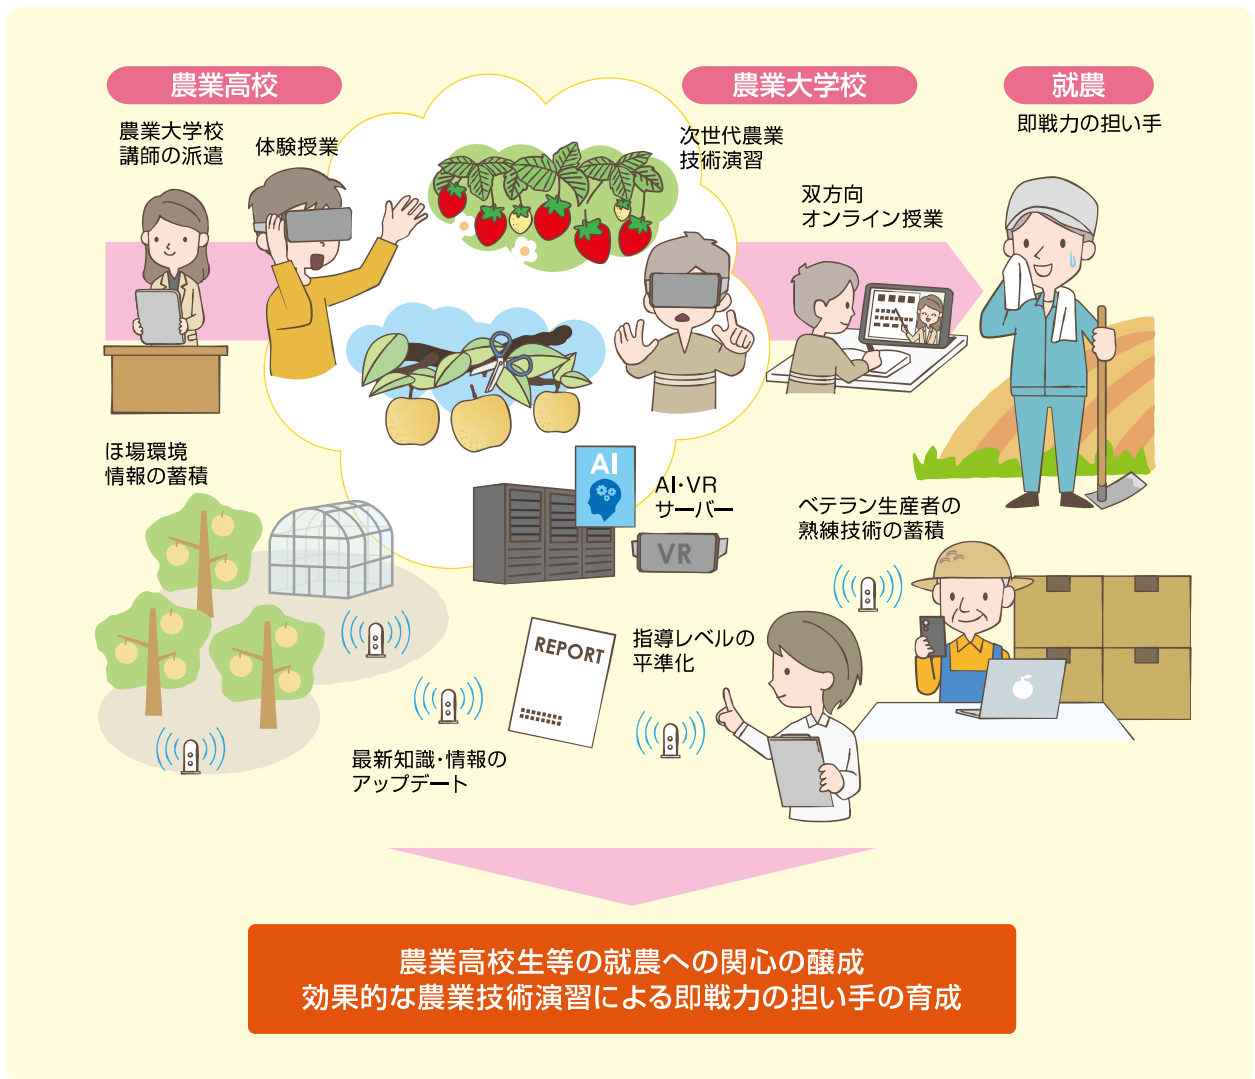 農業高校
農業大学校
講師の派遣
体験授業
農業大学校
次世代農業
技術演習
双方向
オンライン授業
就農
即戦力の担い手
ほ場環境
情報の蓄積
AI
AI・VR
サーバー
VR
ベテラン生産者の
熟練技術の蓄積
REPORT
指導レベルの
平準化
最新知識・情報の
アップデート
農業高校生等の就農への関心の醸成
効果的な農業技術演習による即戦力の担い手の育成